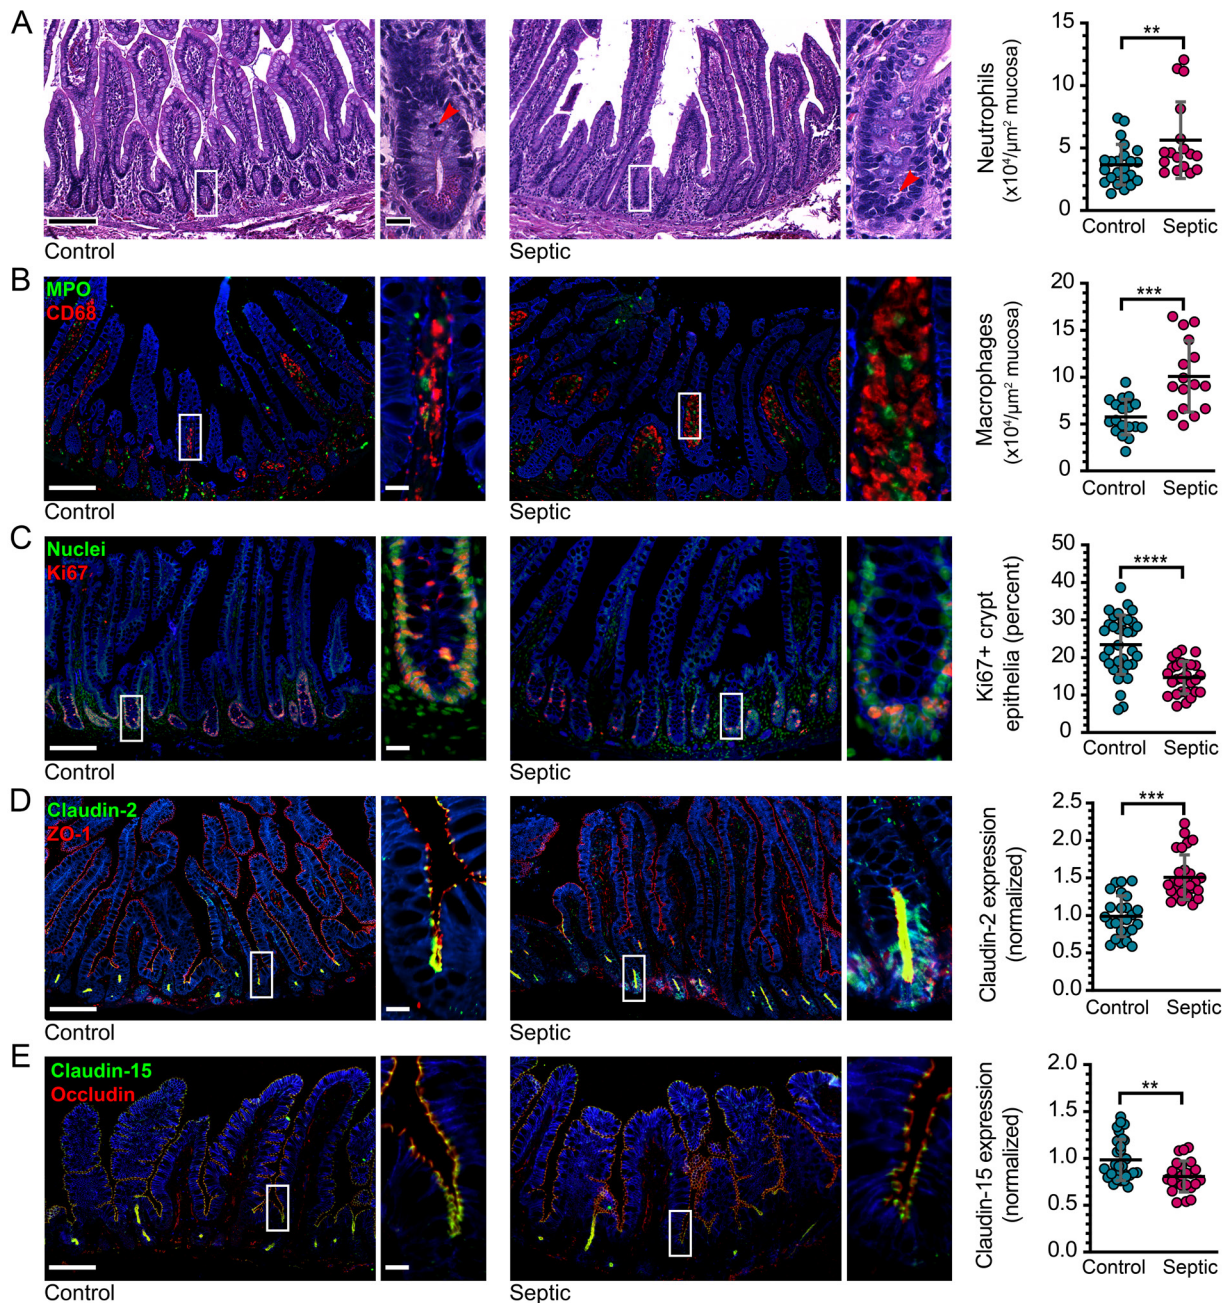 A
Control
Septic
Neutrophils
(x10⁴/µm² mucosa)
15
10
5
0
**
Control Septic
B
MPO
CD68
Control
Septic
Macrophages
(x10⁴/µm² mucosa)
20
15
10
5
0
***
Control Septic
C
Nuclei
Ki67
Control
Septic
Ki67+ crypt
epithelia (percent)
50
40
30
20
10
0
****
Control Septic
D
Claudin-2
ZO-1
Control
Septic
Claudin-2 expression
(normalized)
2.5
2.0
1.5
1.0
0.5
0.0
***
Control Septic
E
Claudin-15
Occludin
Control
Septic
Claudin-15 expression
(normalized)
2.0
1.5
1.0
0.5
0.0
**
Control Septic